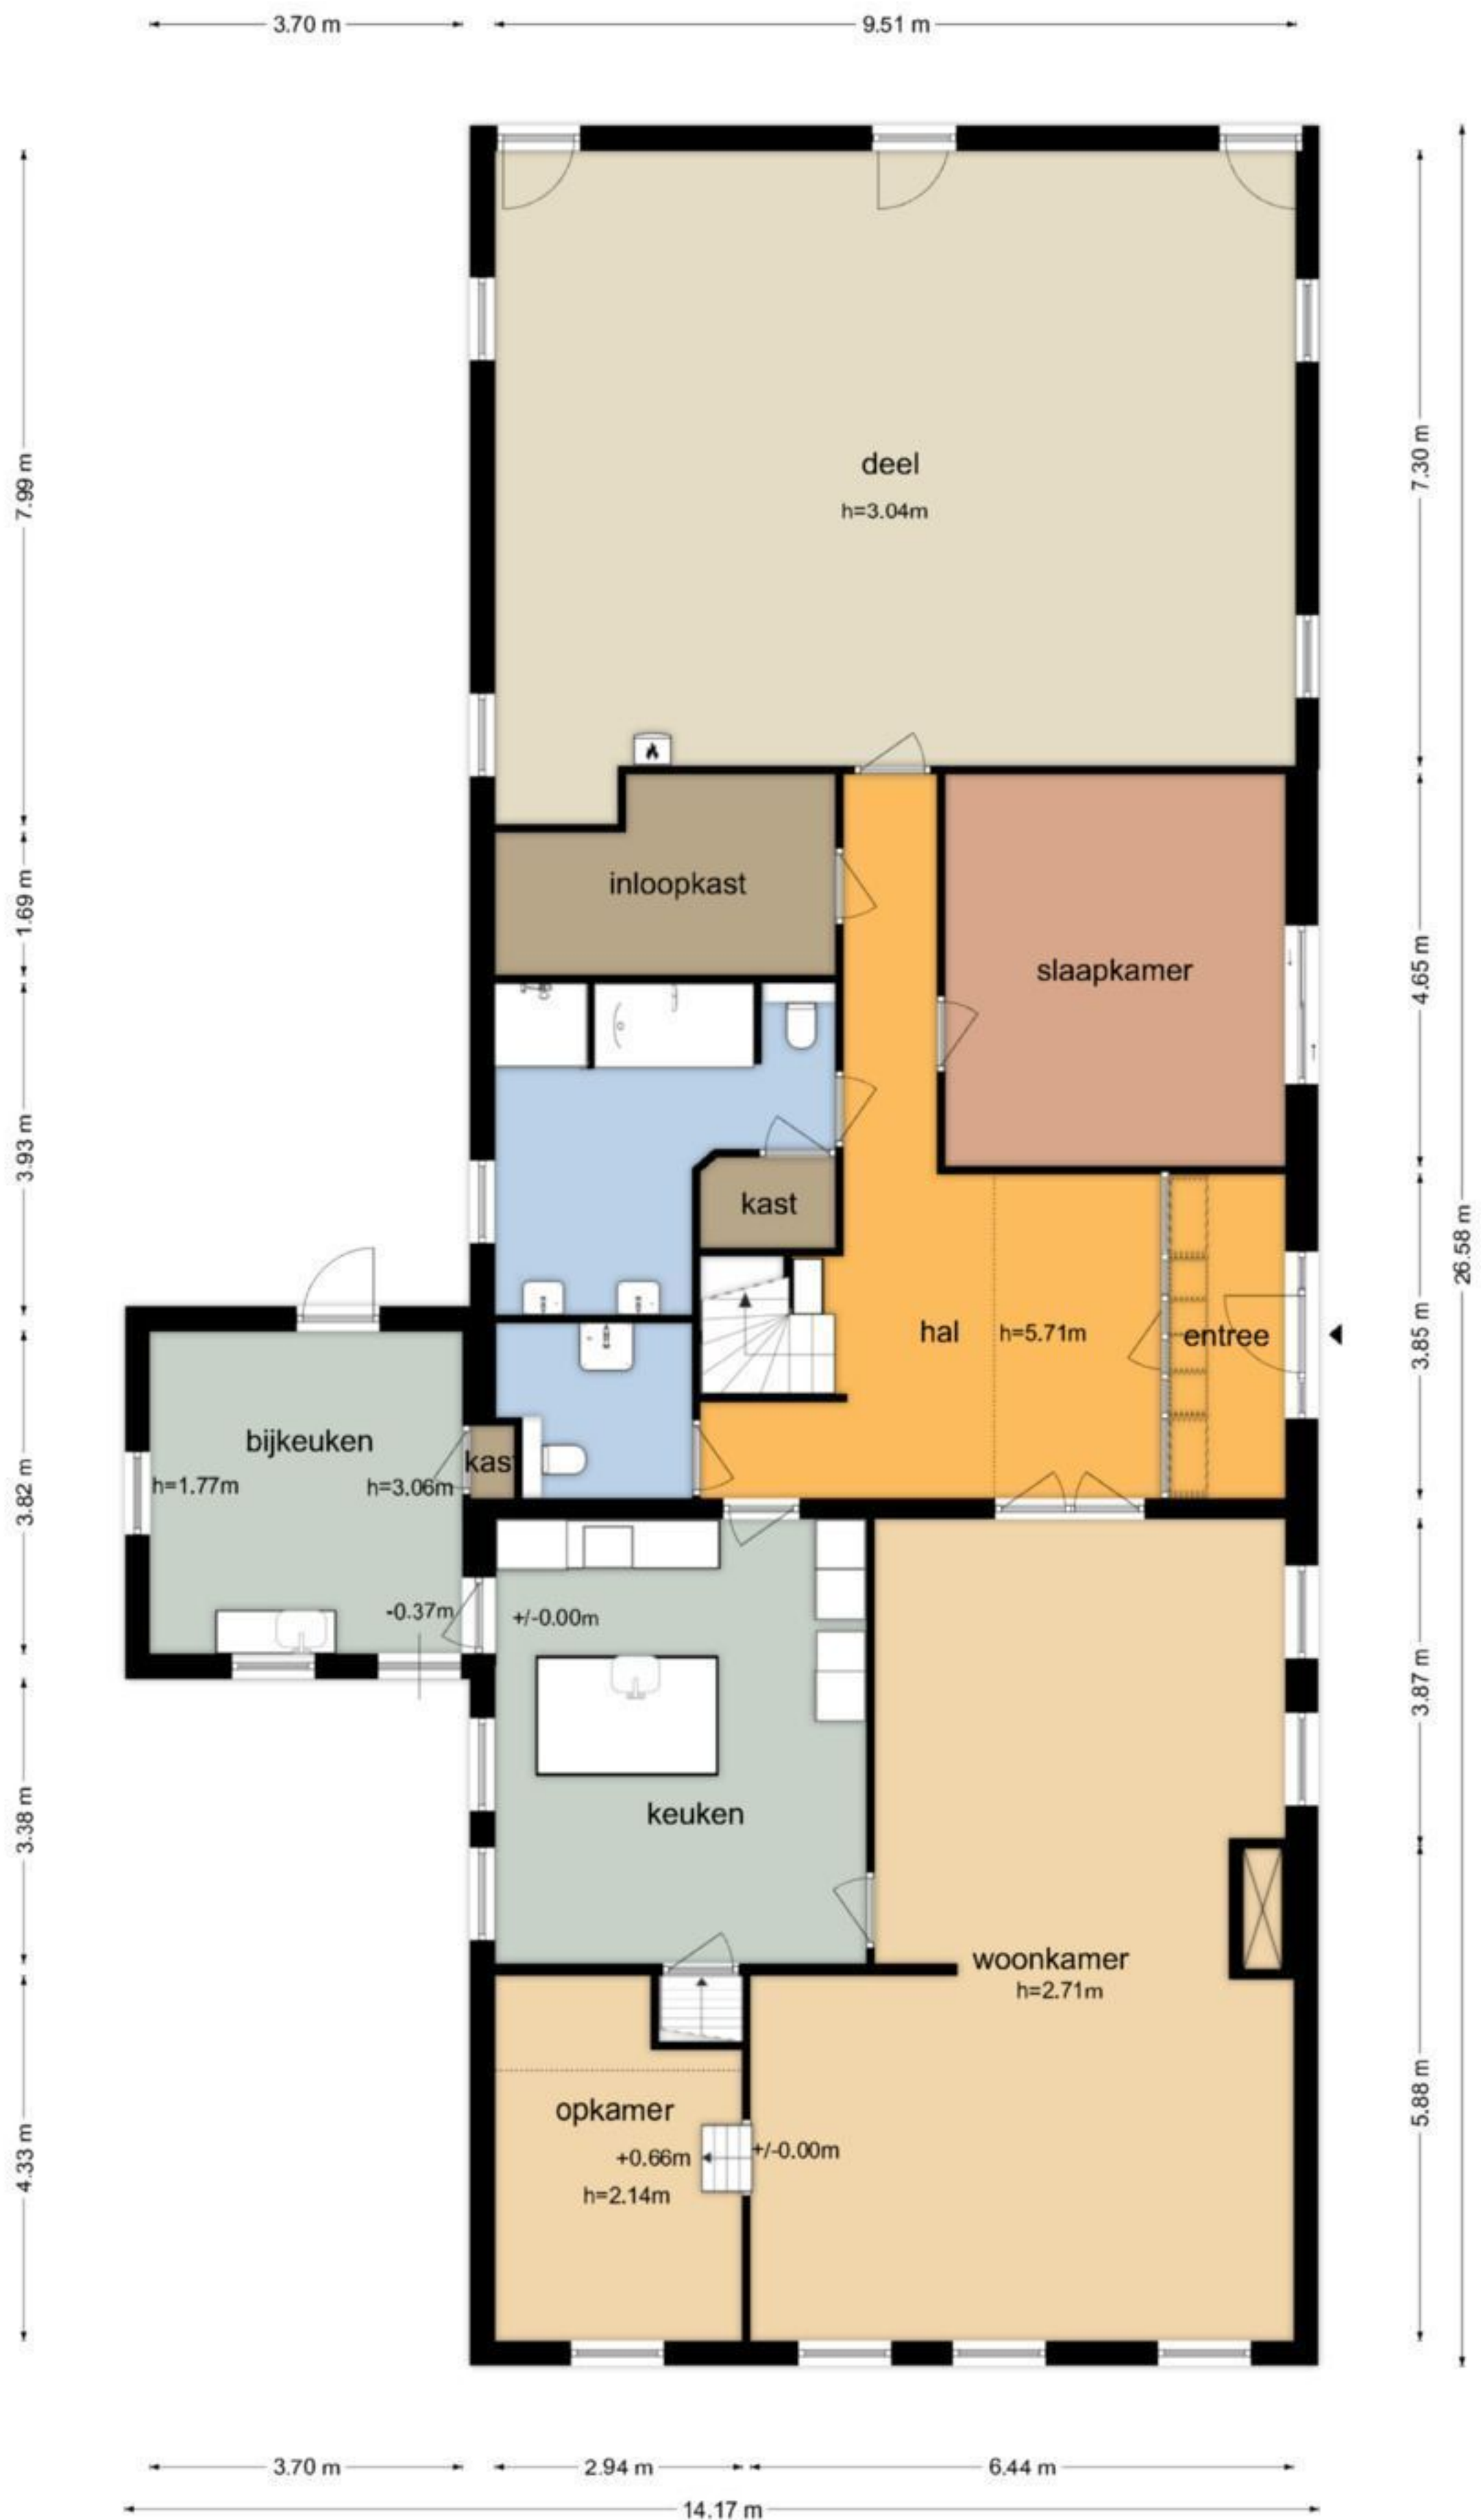 3.70 m
9.51 m
7.99 m
7.30 m
deel
h=3.04m
1.69 m
inloopkast
slaapkamer
4.65 m
3.93 m
kast
26.58 m
hal
h=5.71m
entree
3.85 m
bijkeuken
h=1.77m
h=3.06m
kast
3.82 m
-0.37m
+/-0.00m
3.87 m
3.38 m
keuken
woonkamer
h=2.71m
opkamer
+0.66m
+/-0.00m
h=2.14m
5.88 m
4.33 m
3.70 m
2.94 m
6.44 m
14.17 m